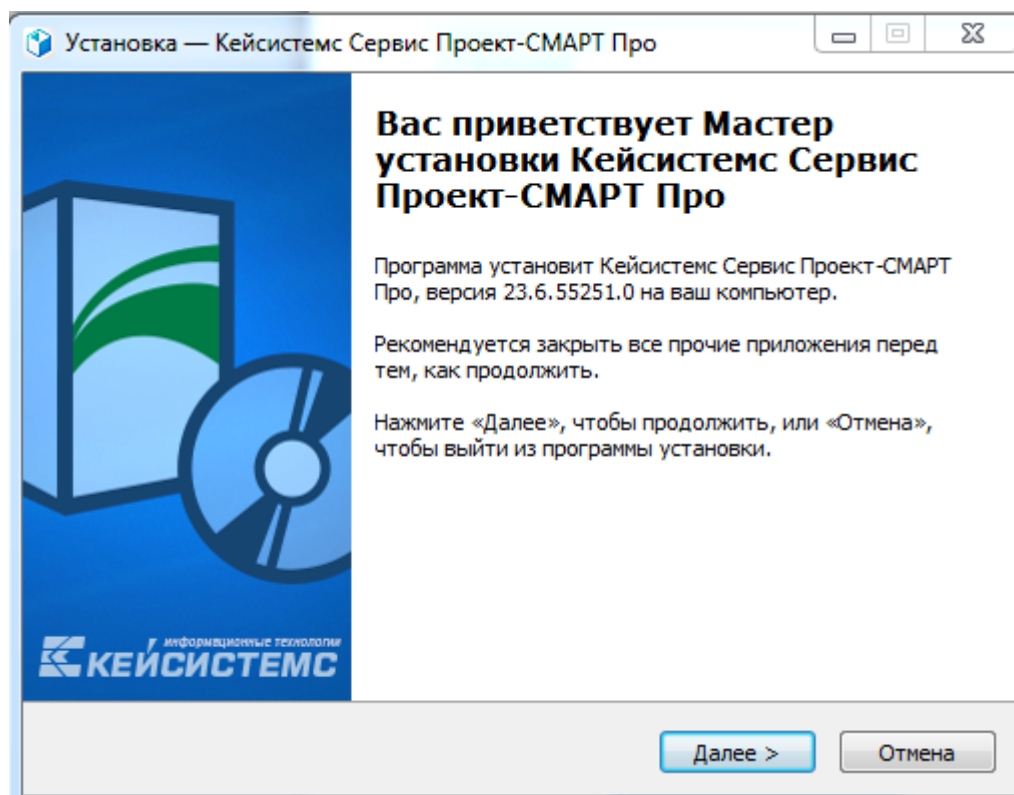 Установка — Кейсистемс Сервис Проект-СМАРТ Про
Вас приветствует Мастер
установки Кейсистемс Сервис
Проект-СМАРТ Про
Программа установит Кейсистемс Сервис Проект-СМАРТ
Про, версия 23.6.55251.0 на ваш компьютер.
Рекомендуется закрыть все прочие приложения перед
тем, как продолжить.
Нажмите «Далее», чтобы продолжить, или «Отмена»,
чтобы выйти из программы установки.
информационные технологии
КЕЙСИСТЕМС
Далее >
Отмена